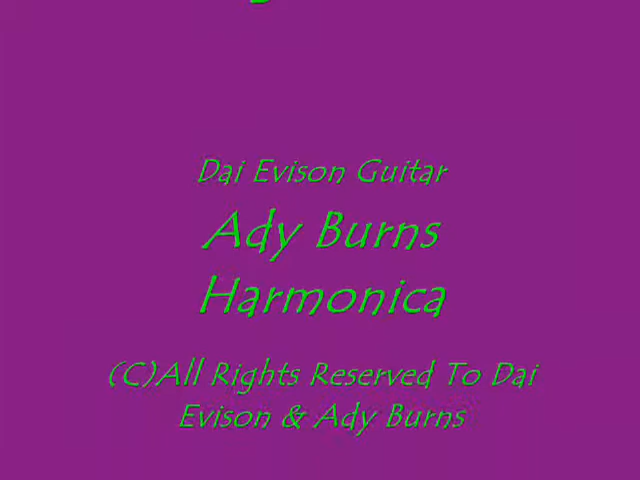 Dai Evison Guitar
Ady Burns
Harmonica
(C)All Rights Reserved To Dai
Evison & Ady Burns